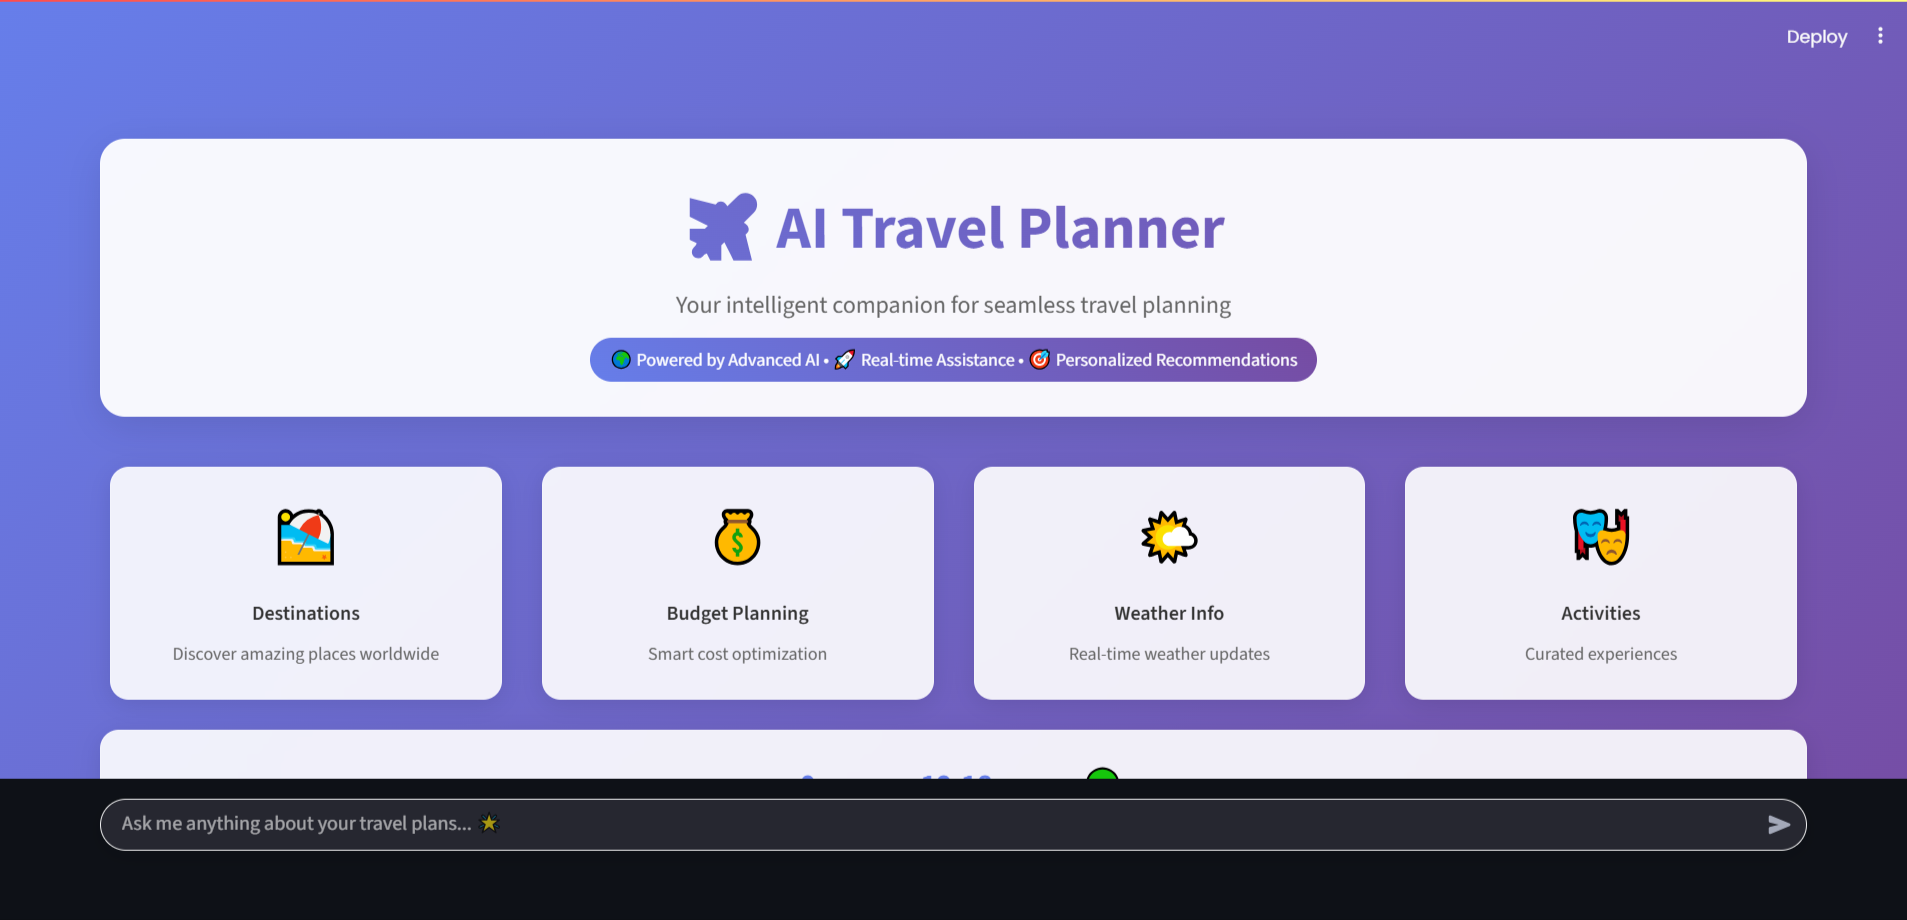 Deploy
AI Travel Planner
Your intelligent companion for seamless travel planning
Powered by Advanced AI • Real-time Assistance • Personalized Recommendations
Destinations
Discover amazing places worldwide
Budget Planning
Smart cost optimization
Weather Info
Real-time weather updates
Activities
Curated experiences
Ask me anything about your travel plans...